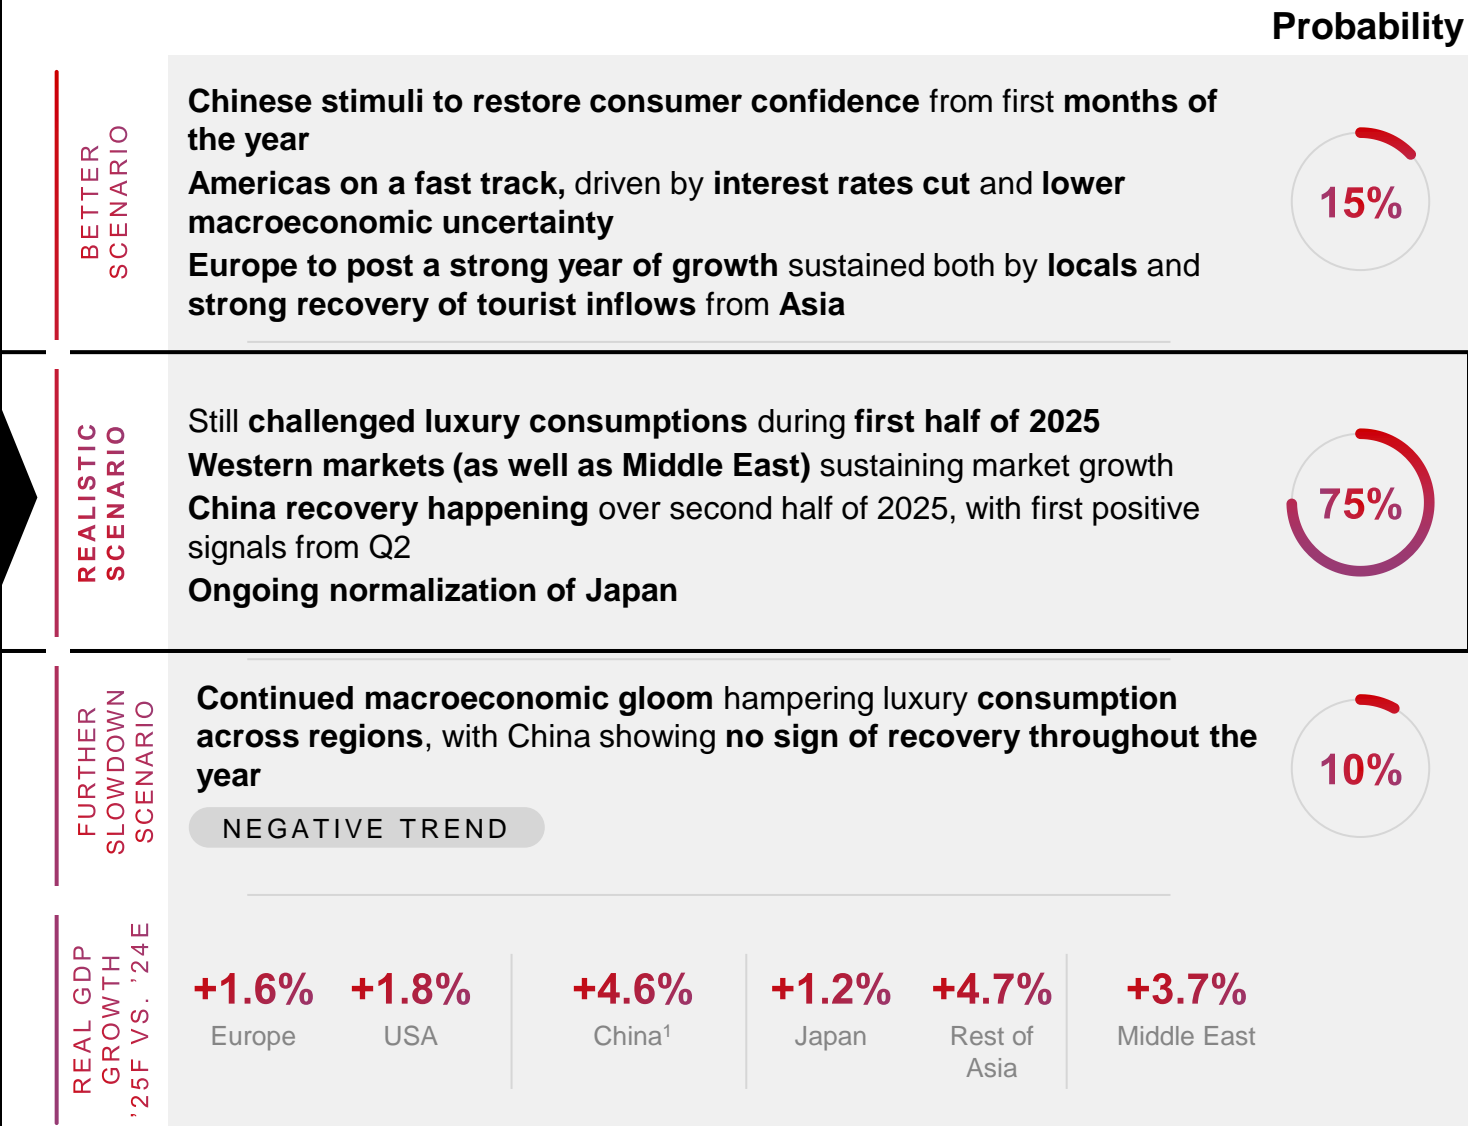 Probability
BETTER
SCENARIO
Chinese stimuli to restore consumer confidence from first months of
the year
Americas on a fast track, driven by interest rates cut and lower
macroeconomic uncertainty
Europe to post a strong year of growth sustained both by locals and
strong recovery of tourist inflows from Asia
15%
REALISTIC
SCENARIO
Still challenged luxury consumptions during first half of 2025
Western markets (as well as Middle East) sustaining market growth
China recovery happening over second half of 2025, with first positive
signals from Q2
Ongoing normalization of Japan
75%
FURTHER
SLOWDOWN
SCENARIO
Continued macroeconomic gloom hampering luxury consumption
across regions, with China showing no sign of recovery throughout the
year
NEGATIVE TREND
10%
REAL GDP
GROWTH
’25F VS. ’24E
+1.6% +1.8% +4.6% +1.2% +4.7% +3.7%
Europe USA China¹ Japan Rest of Middle East
Asia